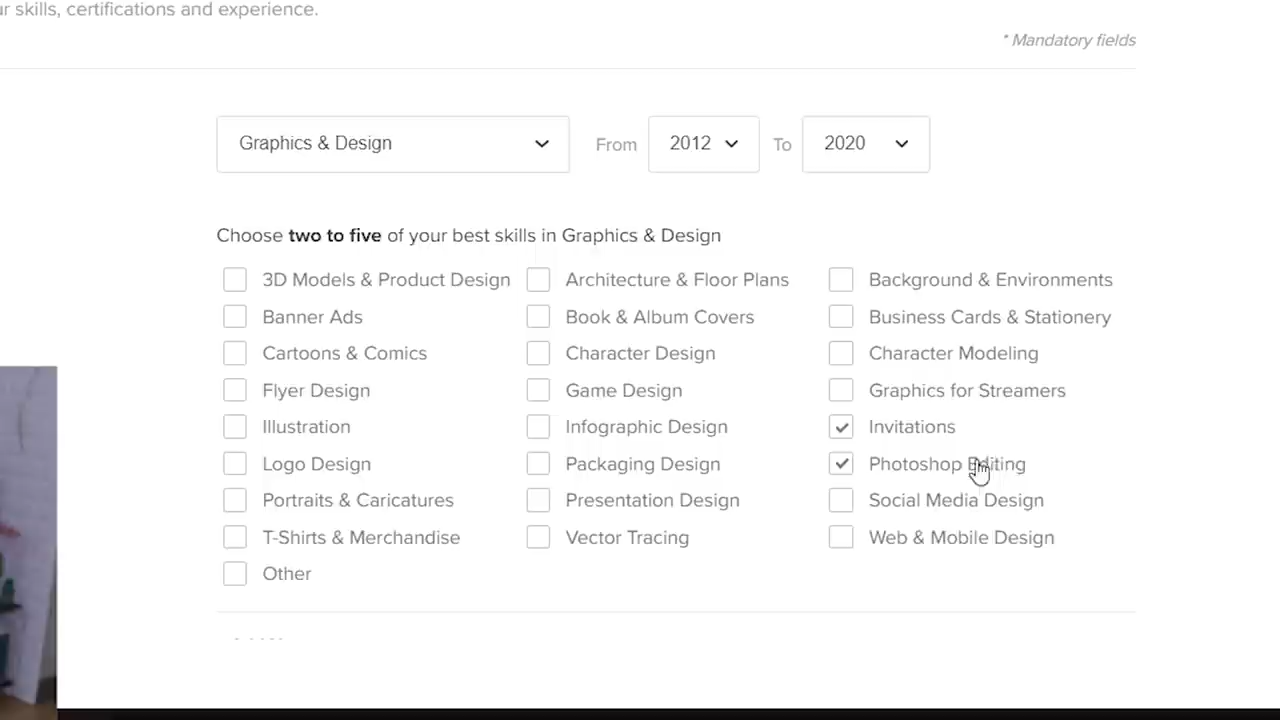 ur skills, certifications and experience.
* Mandatory fields
Graphics & Design From 2012 To 2020
Choose two to five of your best skills in Graphics & Design
3D Models & Product Design Architecture & Floor Plans Background & Environments
Banner Ads Book & Album Covers Business Cards & Stationery
Cartoons & Comics Character Design Character Modeling
Flyer Design Game Design Graphics for Streamers
Illustration Infographic Design Invitations
Logo Design Packaging Design Photoshop Editing
Portraits & Caricatures Presentation Design Social Media Design
T-Shirts & Merchandise Vector Tracing Web & Mobile Design
Other